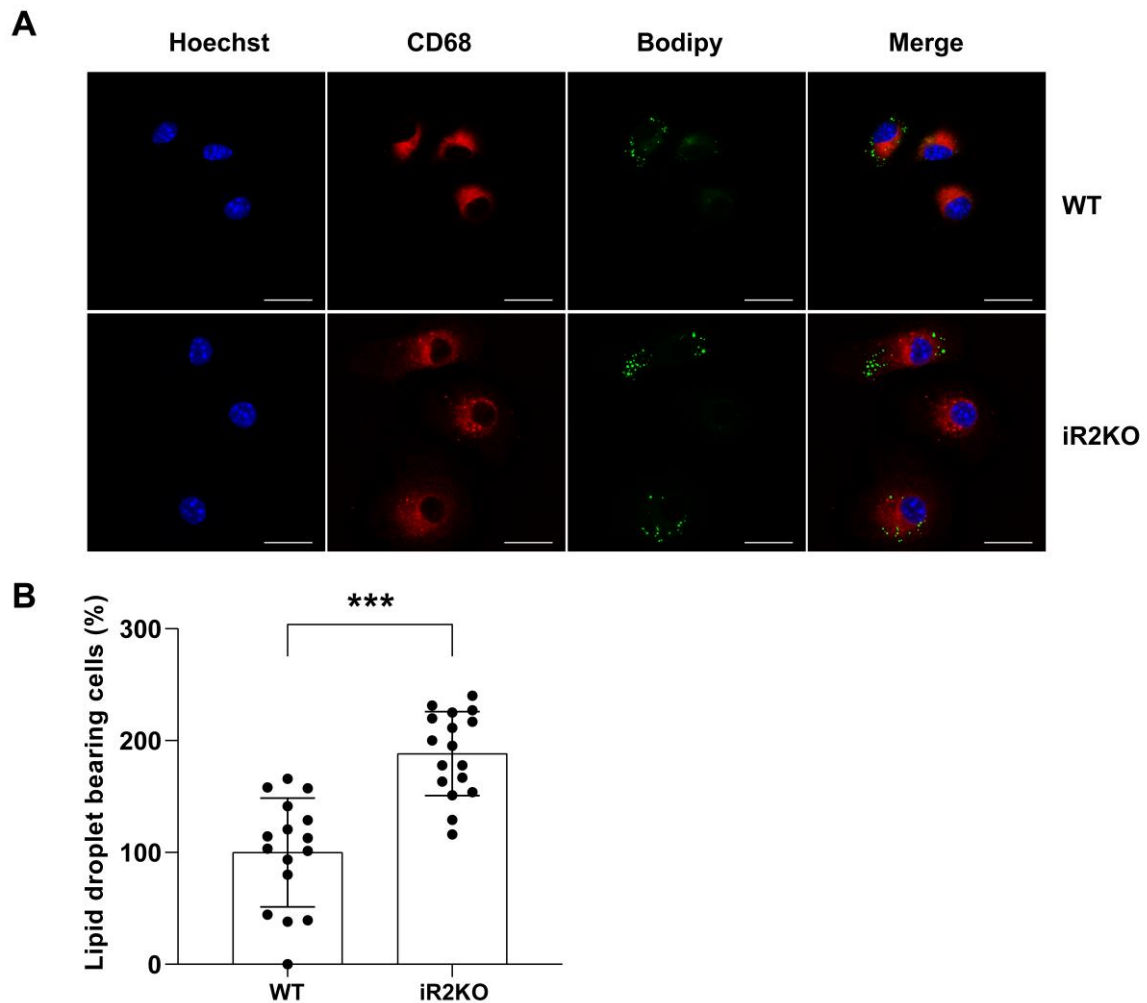 A
Hoechst CD68 Bodipy Merge
WT
iR2KO
B
***
Lipid droplet bearing cells (%)
300
200
100
0
WT iR2KO